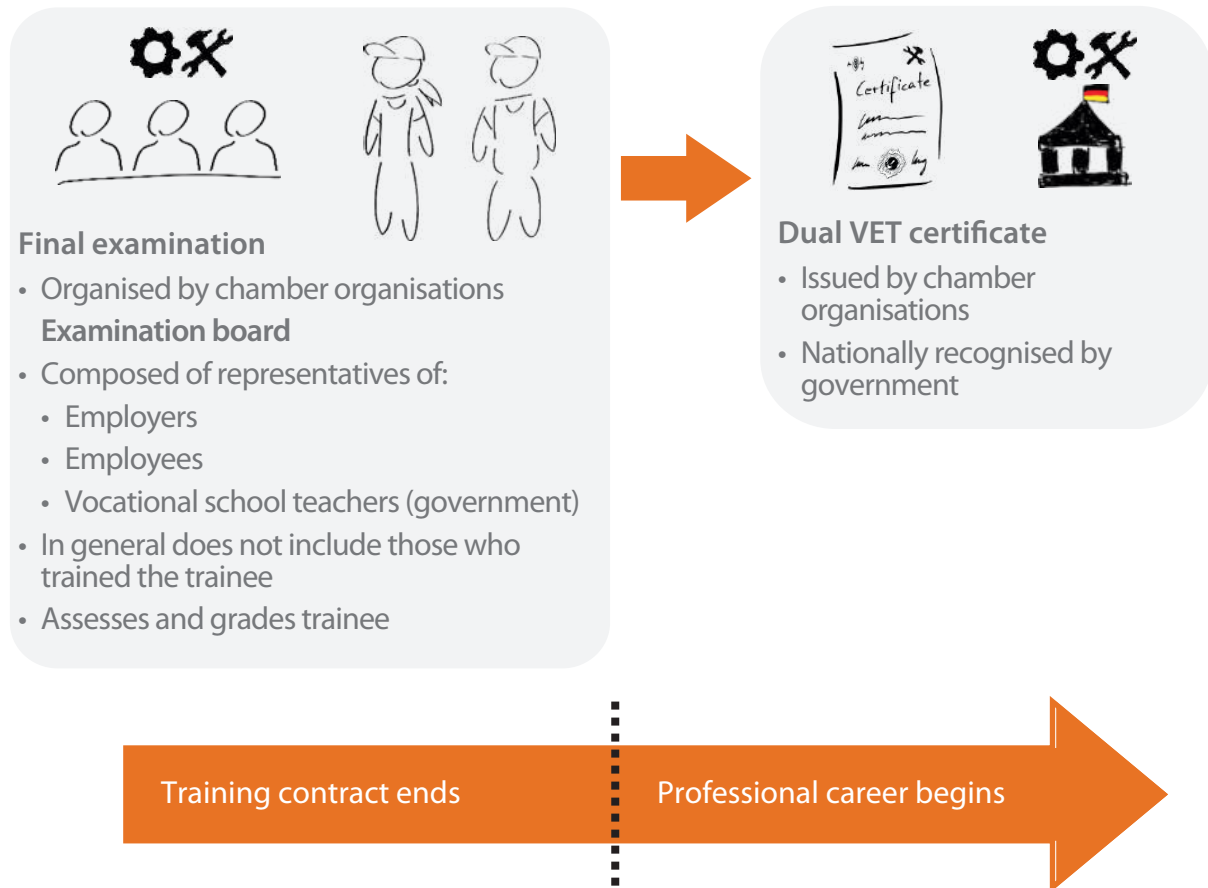 Final examination
• Organised by chamber organisations
Examination board
• Composed of representatives of:
• Employers
• Employees
• Vocational school teachers (government)
• In general does not include those who
trained the trainee
• Assesses and grades trainee
Certificate
Dual VET certificate
• Issued by chamber
organisations
• Nationally recognised by
government
Training contract ends
Professional career begins